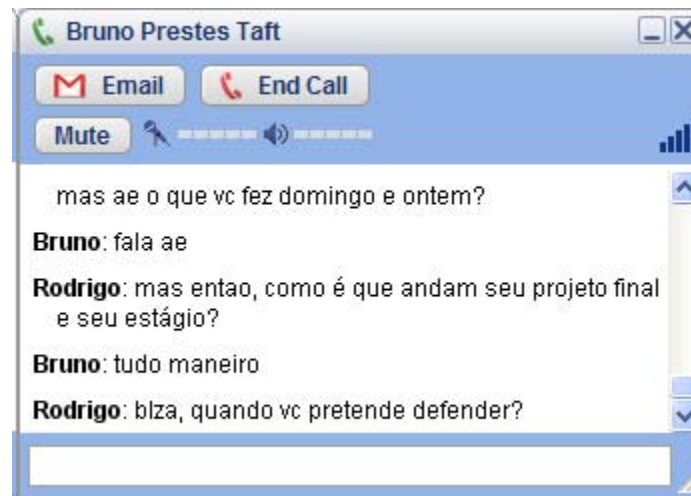 Bruno Prestes Taft
Email End Call
Mute
mas ae o que vc fez domingo e ontem?
Bruno: fala ae
Rodrigo: mas entao, como é que andam seu projeto final
e seu estágio?
Bruno: tudo maneiro
Rodrigo: blza, quando vc pretende defender?